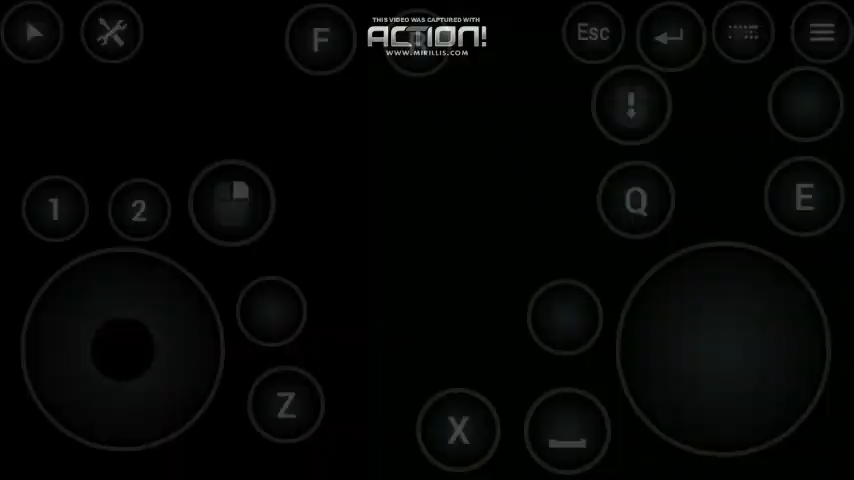 THIS VIDEO WAS CAPTURED WITH
ACTION!
WWW.MIRILLIS.COM
F
Esc
!
1
2
Q
E
Z
X